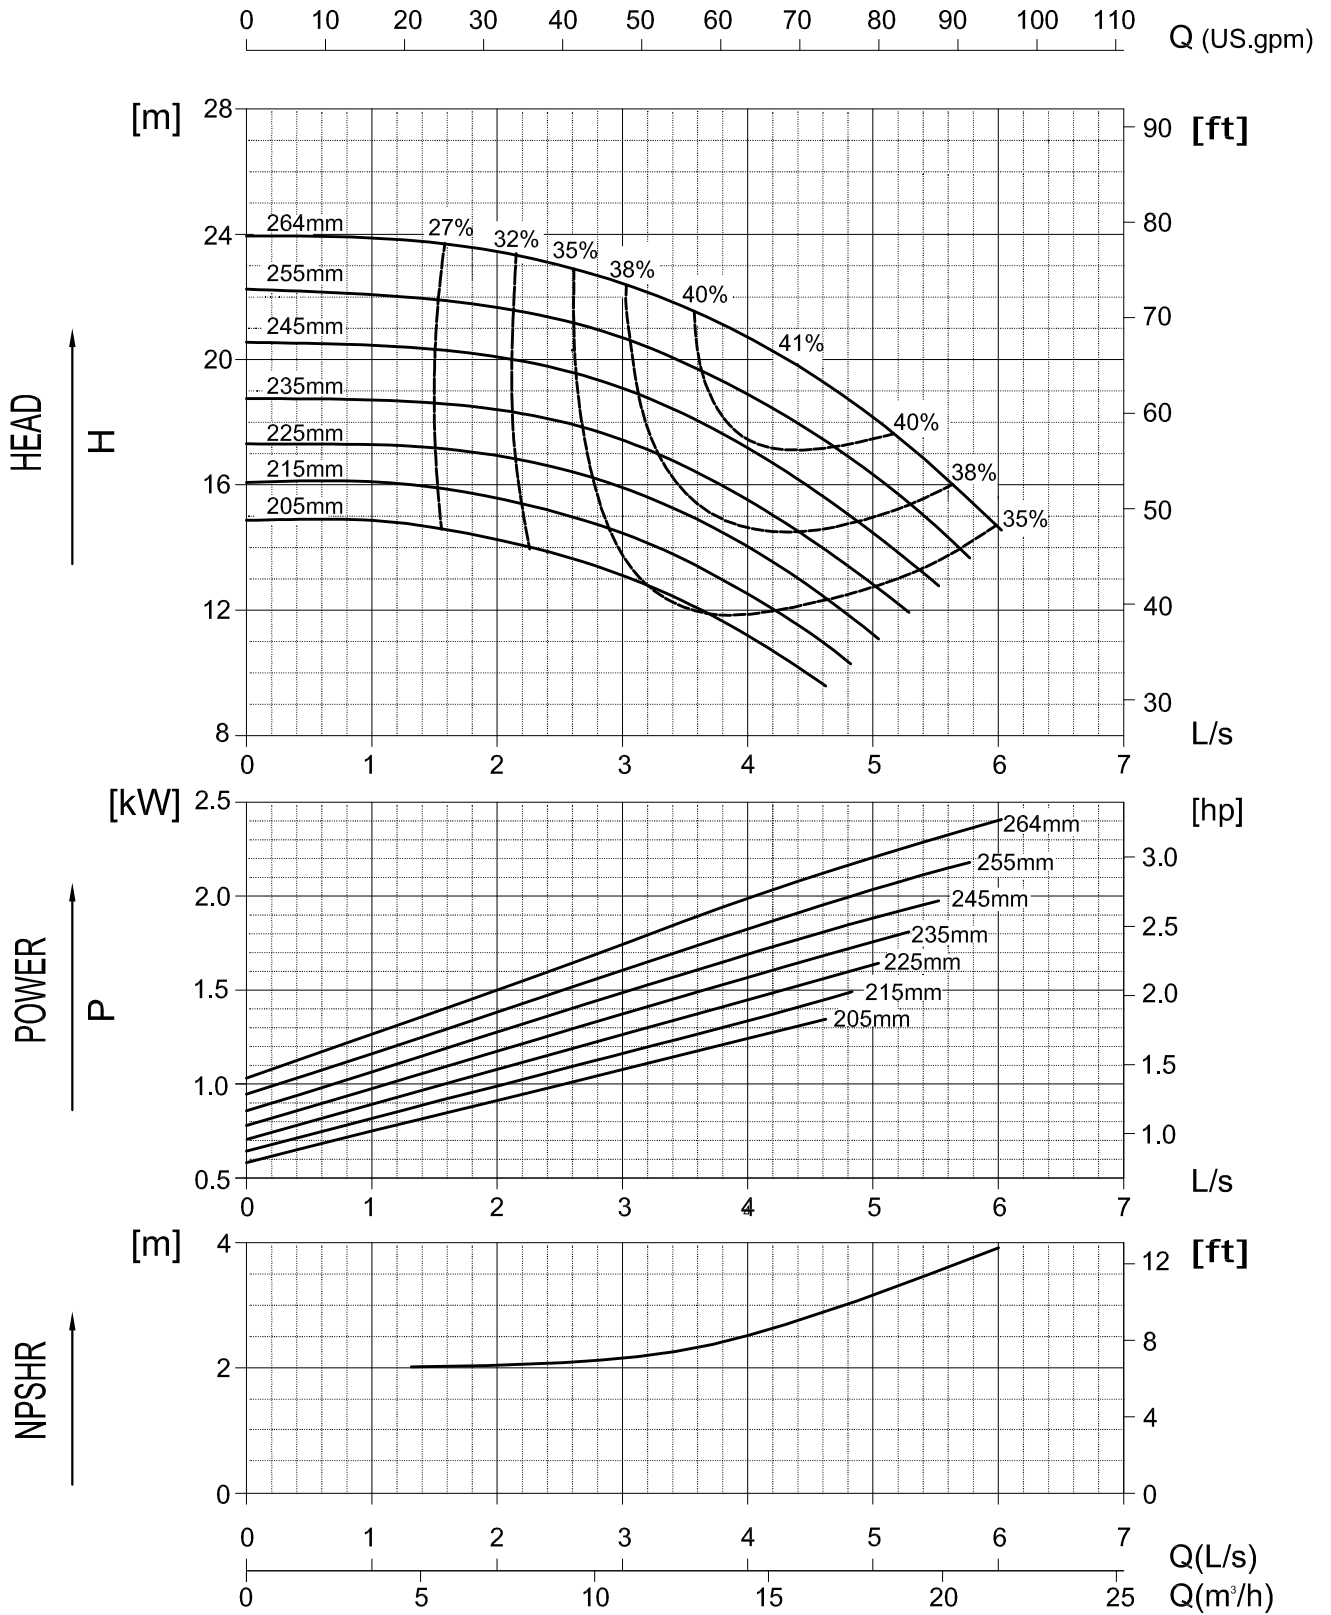 0 10 20 30 40 50 60 70 80 90 100 110
Q (US.gpm)
[m]
[ft]
28
24
20
16
12
8
90
80
70
60
50
40
30
HEAD
H
264mm
255mm
245mm
235mm
225mm
215mm
205mm
27%
32%
35%
38%
40%
41%
40%
38%
35%
L/s
0 1 2 3 4 5 6 7
[kW]
[hp]
2.5
2.0
1.5
1.0
0.5
3.0
2.5
2.0
1.5
1.0
POWER
P
264mm
255mm
245mm
235mm
225mm
215mm
205mm
L/s
0 1 2 3 4 5 6 7
[m]
[ft]
4
2
0
12
8
4
0
NPSHR
0 1 2 3 4 5 6 7
Q(L/s)
0 5 10 15 20 25
Q(m³/h)